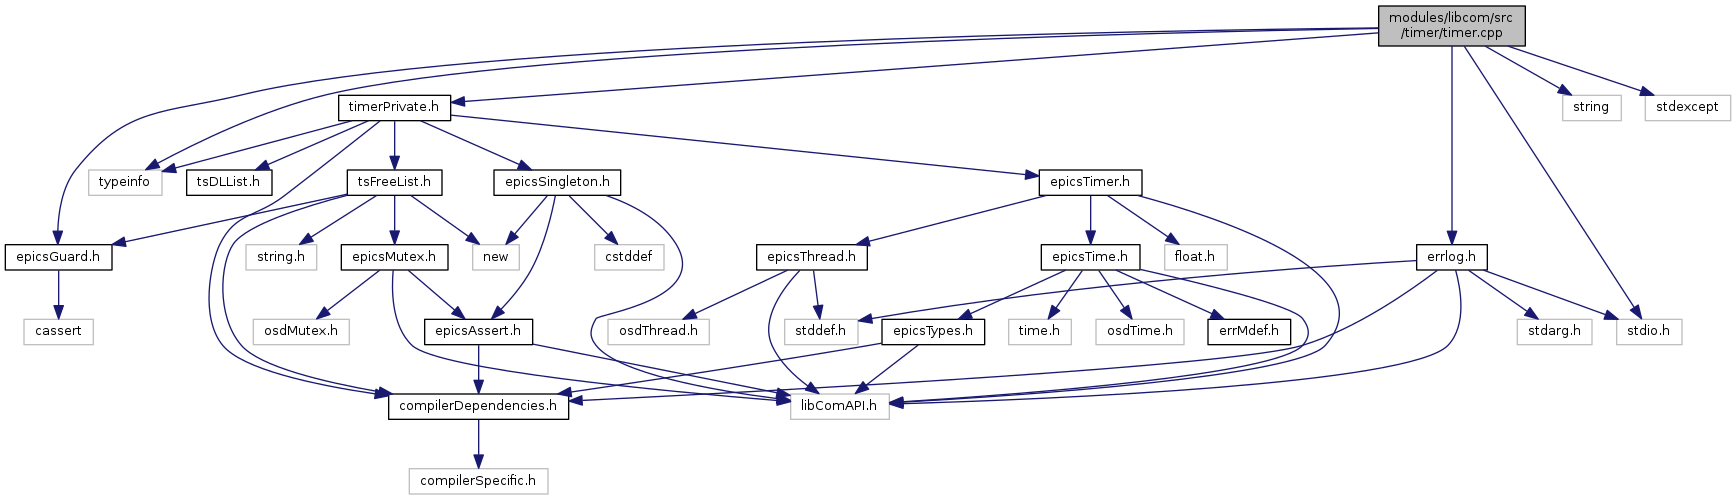 modules/libcom/src
/timer/timer.cpp
timerPrivate.h
string
stdexcept
typeinfo
tsDLList.h
tsFreeList.h
epicsSingleton.h
epicsTimer.h
epicsGuard.h
string.h
epicsMutex.h
new
cstddef
epicsThread.h
epicsTime.h
float.h
errlog.h
cassert
osdMutex.h
epicsAssert.h
osdThread.h
stddef.h
epicsTypes.h
time.h
osdTime.h
errMdef.h
stdarg.h
stdio.h
compilerDependencies.h
libComAPI.h
compilerSpecific.h